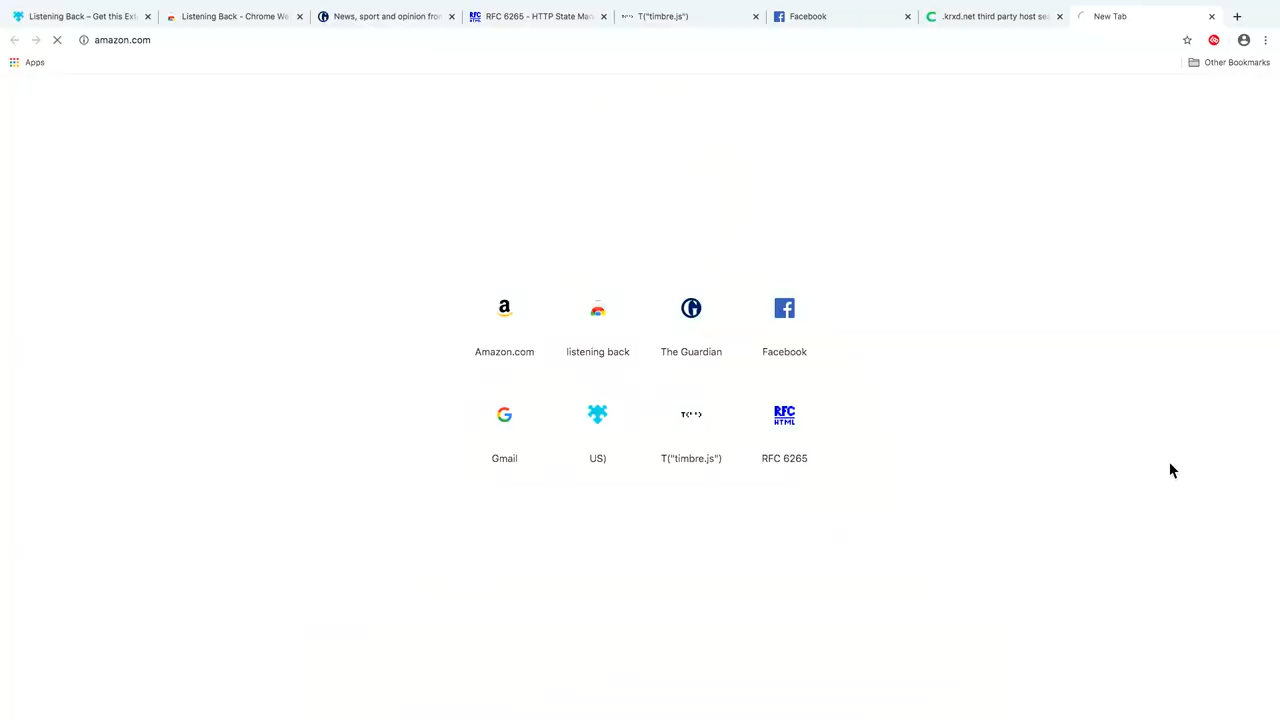 Listening Back – Get this Ext
Listening Back - Chrome We
News, sport and opinion fron
RFC 6265 - HTTP State Man
T("timbre.js")
Facebook
.krxd.net third party host sea
New Tab
amazon.com
Apps
Other Bookmarks
Amazon.com
listening back
The Guardian
Facebook
Gmail
US)
T("timbre.js")
RFC 6265